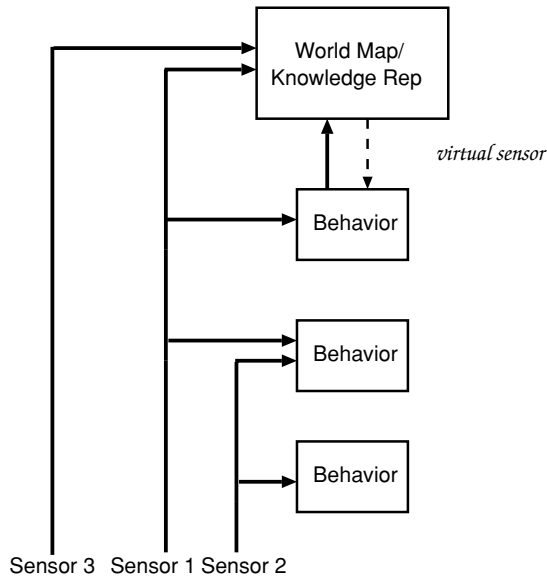 World Map/
Knowledge Rep
virtual sensor
Behavior
Behavior
Behavior
Sensor 3 Sensor 1 Sensor 2